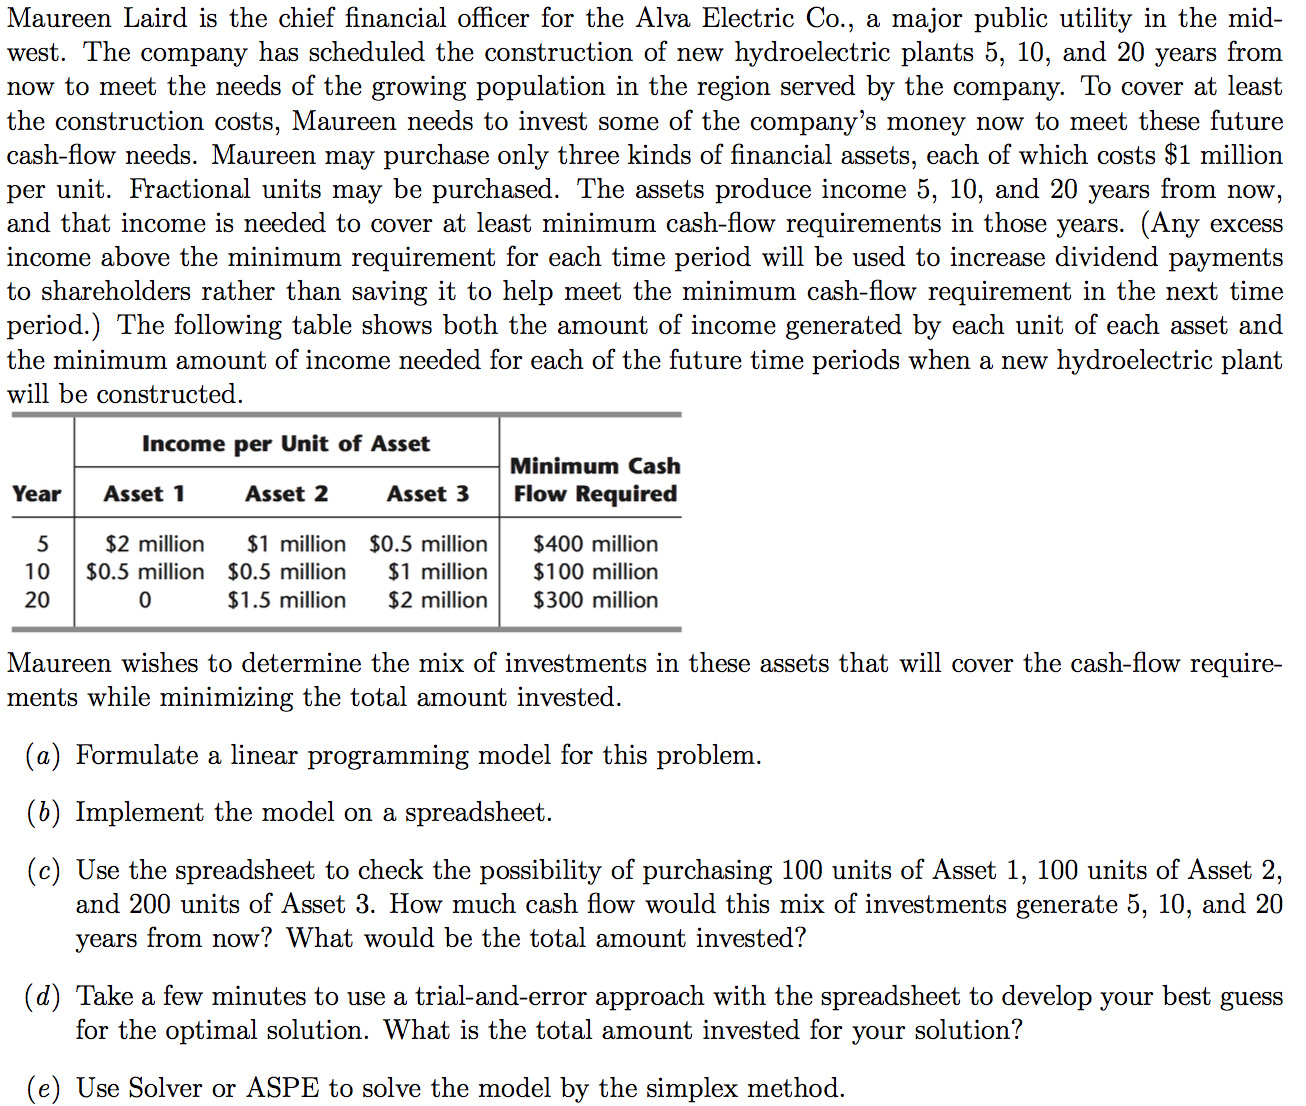 Maureen Laird is the chief financial officer for the Alva Electric Co., a major public utility in the mid-
west. The company has scheduled the construction of new hydroelectric plants 5, 10, and 20 years from
now to meet the needs of the growing population in the region served by the company. To cover at least
the construction costs, Maureen needs to invest some of the company's money now to meet these future
cash-flow needs. Maureen may purchase only three kinds of financial assets, each of which costs $1 million
per unit. Fractional units may be purchased. The assets produce income 5, 10, and 20 years from now,
and that income is needed to cover at least minimum cash-flow requirements in those years. (Any excess
income above the minimum requirement for each time period will be used to increase dividend payments
to shareholders rather than saving it to help meet the minimum cash-flow requirement in the next time
period.) The following table shows both the amount of income generated by each unit of each asset and
the minimum amount of income needed for each of the future time periods when a new hydroelectric plant
will be constructed.
Income per Unit of Asset
Minimum Cash
Year Asset 1 Asset 2 Asset 3 Flow Required
5 $2 million $1 million $0.5 million $400 million
10 $0.5 million $0.5 million $1 million $100 million
20 0 $1.5 million $2 million $300 million
Maureen wishes to determine the mix of investments in these assets that will cover the cash-flow require-
ments while minimizing the total amount invested.
(a) Formulate a linear programming model for this problem.
(b) Implement the model on a spreadsheet.
(c) Use the spreadsheet to check the possibility of purchasing 100 units of Asset 1, 100 units of Asset 2,
and 200 units of Asset 3. How much cash flow would this mix of investments generate 5, 10, and 20
years from now? What would be the total amount invested?
(d) Take a few minutes to use a trial-and-error approach with the spreadsheet to develop your best guess
for the optimal solution. What is the total amount invested for your solution?
(e) Use Solver or ASPE to solve the model by the simplex method.